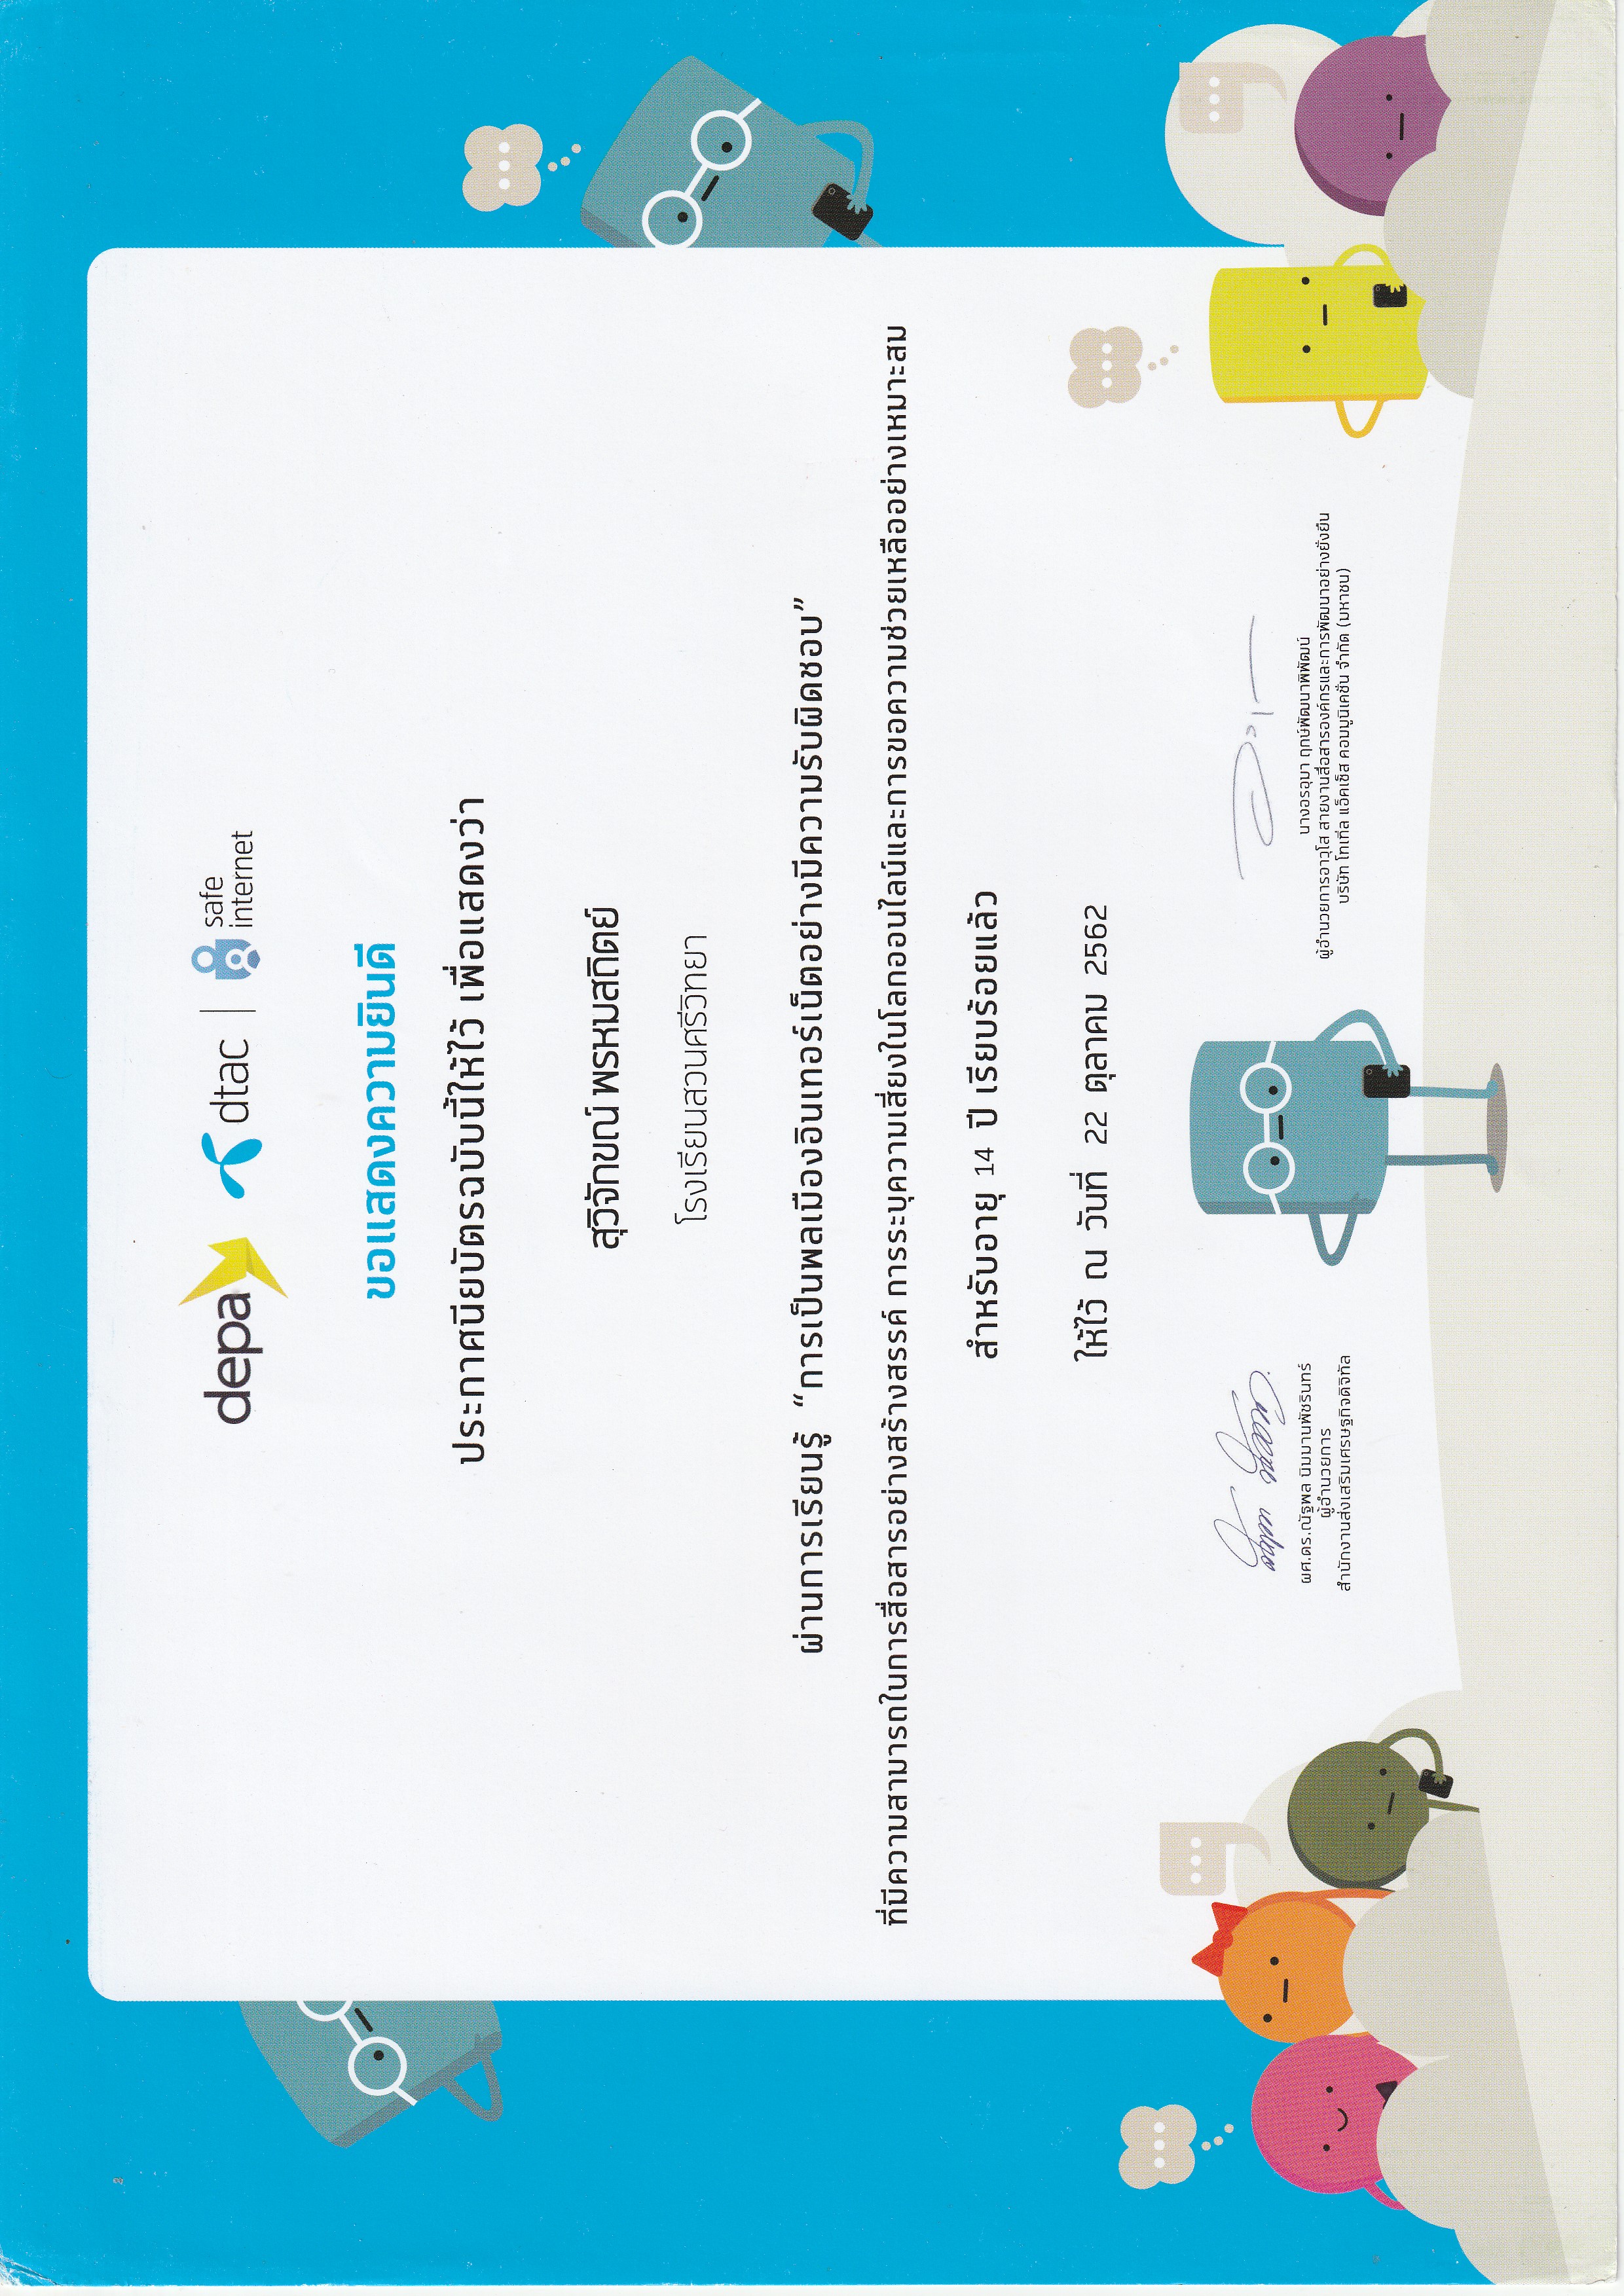 depa dtac safe internet
ขอแสดงความยินดี
ประกาศนียบัตรฉบับนี้ให้ไว้ เพื่อแสดงว่า
สุวิจักขณ์ พรหมสถิตย์
โรงเรียนสวนศรีวิทยา
ผ่านการเรียนรู้ “การเป็นพลเมืองอินเทอร์เน็ตอย่างมีความรับผิดชอบ”
ที่มีความสามารถในการสื่อสารอย่างสร้างสรรค์ การระบุความเสี่ยงในโลกออนไลน์และการขอความช่วยเหลืออย่างเหมาะสม
สำหรับอายุ 14 ปี เรียบร้อยแล้ว
ให้ไว้ ณ วันที่ 22 ตุลาคม 2562
ผศ.ดร.ณัฐพล นิมมานพัชรินทร์
ผู้อำนวยการ
สำนักงานส่งเสริมเศรษฐกิจดิจิทัล
นางอรอุมา ฤกษ์พัฒนาพิพัฒน์
ผู้อำนวยการอาวุโส สายงานสื่อสารองค์กรและการพัฒนาอย่างยั่งยืน
บริษัท โทเทิ่ล แอ็คเซ็ส คอมมูนิเคชั่น จำกัด (มหาชน)